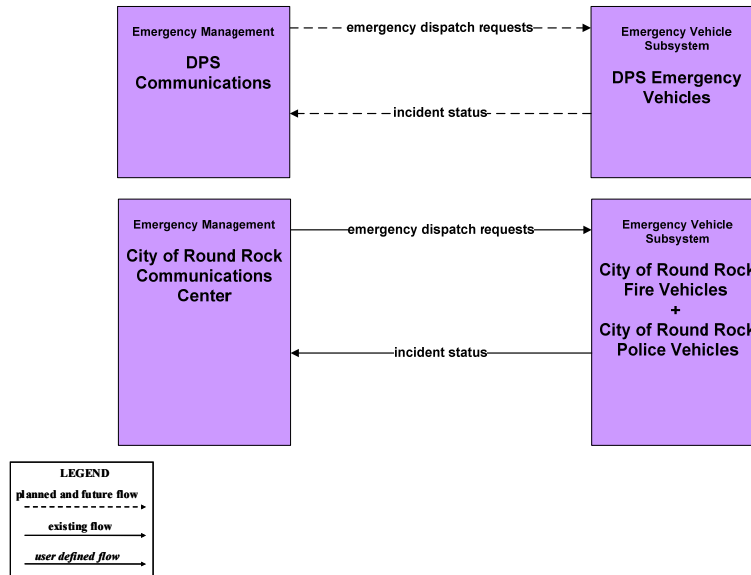 Emergency Management
DPS
Communications
emergency dispatch requests
incident status
Emergency Vehicle
Subsystem
DPS Emergency
Vehicles
Emergency Management
City of Round Rock
Communications
Center
emergency dispatch requests
incident status
Emergency Vehicle
Subsystem
City of Round Rock
Fire Vehicles
+
City of Round Rock
Police Vehicles
LEGEND
planned and future flow
existing flow
user defined flow